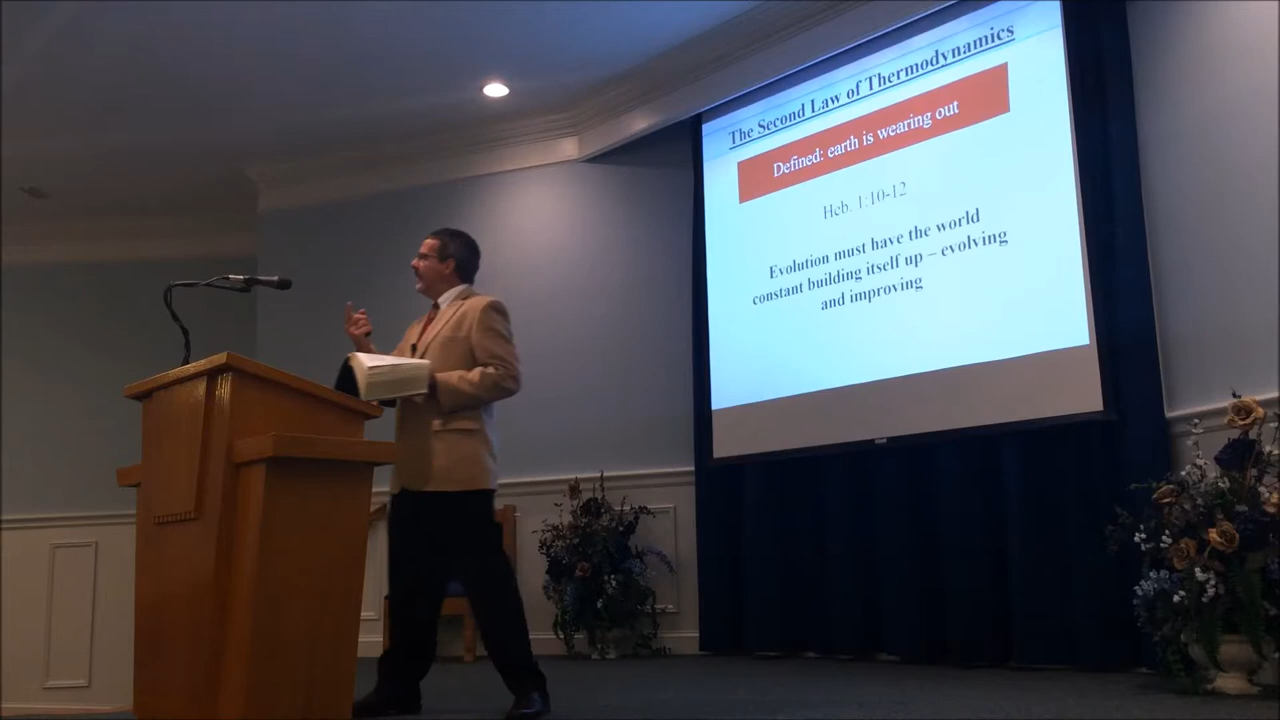 The Second Law of Thermodynamics
Defined: earth is wearing out
Heb. 1:10-12
Evolution must have the world
constant building itself up – evolving
and improving